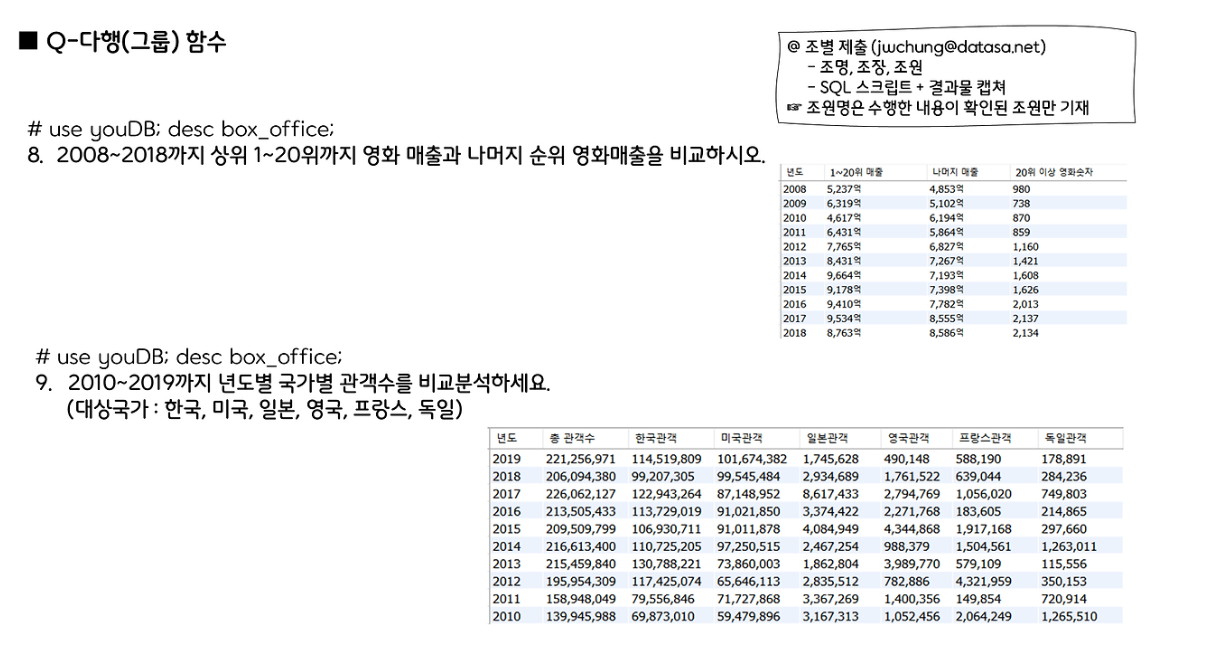 ■ Q-다행(그룹) 함수
@ 조별 제출 (jwchung@datasa.net)
- 조명, 조장, 조원
- SQL 스크립트 + 결과물 캡쳐
☞ 조원명은 수행한 내용이 확인된 조원만 기재
# use youDB; desc box_office;
8. 2008~2018까지 상위 1~20위까지 영화 매출과 나머지 순위 영화매출을 비교하시오.
년도 1~20위 매출 나머지 매출 20위 이상 영화숫자
2008 5,237억 4,853억 980
2009 6,319억 5,102억 738
2010 4,617억 6,194억 870
2011 6,431억 5,864억 859
2012 7,765억 6,827억 1,160
2013 8,431억 7,267억 1,421
2014 9,664억 7,193억 1,608
2015 9,178억 7,398억 1,626
2016 9,410억 7,782억 2,013
2017 9,534억 8,555억 2,137
2018 8,763억 8,586억 2,134
# use youDB; desc box_office;
9. 2010~2019까지 년도별 국가별 관객수를 비교분석하세요.
(대상국가 : 한국, 미국, 일본, 영국, 프랑스, 독일)
년도 총 관객수 한국관객 미국관객 일본관객 영국관객 프랑스관객 독일관객
2019 221,256,971 114,519,809 101,674,382 1,745,628 490,148 588,190 178,891
2018 206,094,380 99,207,305 99,545,484 2,934,689 1,761,522 639,044 284,236
2017 226,062,127 122,943,264 87,148,952 8,617,433 2,794,769 1,056,020 749,803
2016 213,505,433 113,729,019 91,021,850 3,374,422 2,271,768 183,605 214,865
2015 209,509,799 106,930,711 91,011,878 4,084,949 4,344,868 1,917,168 297,660
2014 216,613,400 110,725,205 97,250,515 2,467,254 988,379 1,504,561 1,263,011
2013 215,459,840 130,788,221 73,860,003 1,862,804 3,989,770 579,109 115,556
2012 195,954,309 117,425,074 65,646,113 2,835,512 782,886 4,321,959 350,153
2011 158,948,049 79,556,846 71,727,868 3,367,269 1,400,356 149,854 720,914
2010 139,945,988 69,873,010 59,479,896 3,167,313 1,052,456 2,064,249 1,265,510